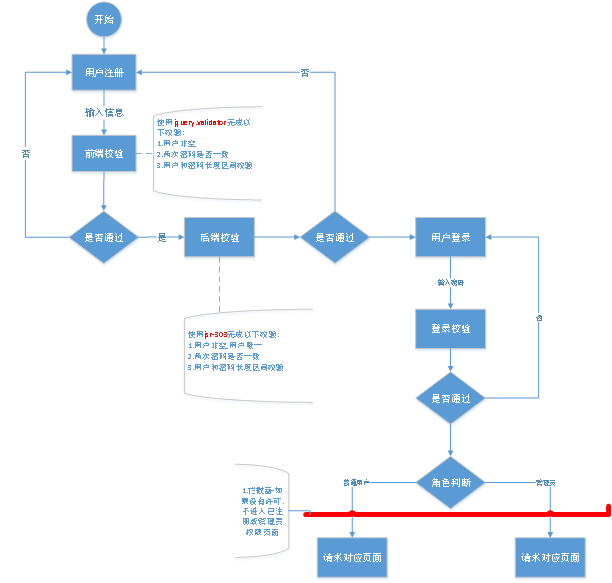 开始
用户注册
否
输入信息
使用jquery.validator完成以
下校验:
1.用户非空
2.两次密码是否一致
3.用户和密码长度区间校验
前端校验
否
是否通过
是
后端校验
是否通过
用户登录
输入密码
使用jsr-303完成以下校验:
1.用户非空,用户唯一
2.两次密码是否一致
3.用户和密码长度区间校验
登录校验
否
是否通过
普通用户
角色判断
管理员
1.拦截器-如
果没有许可,
不进入已注
册或管理员
权限页面
请求对应页面
请求对应页面